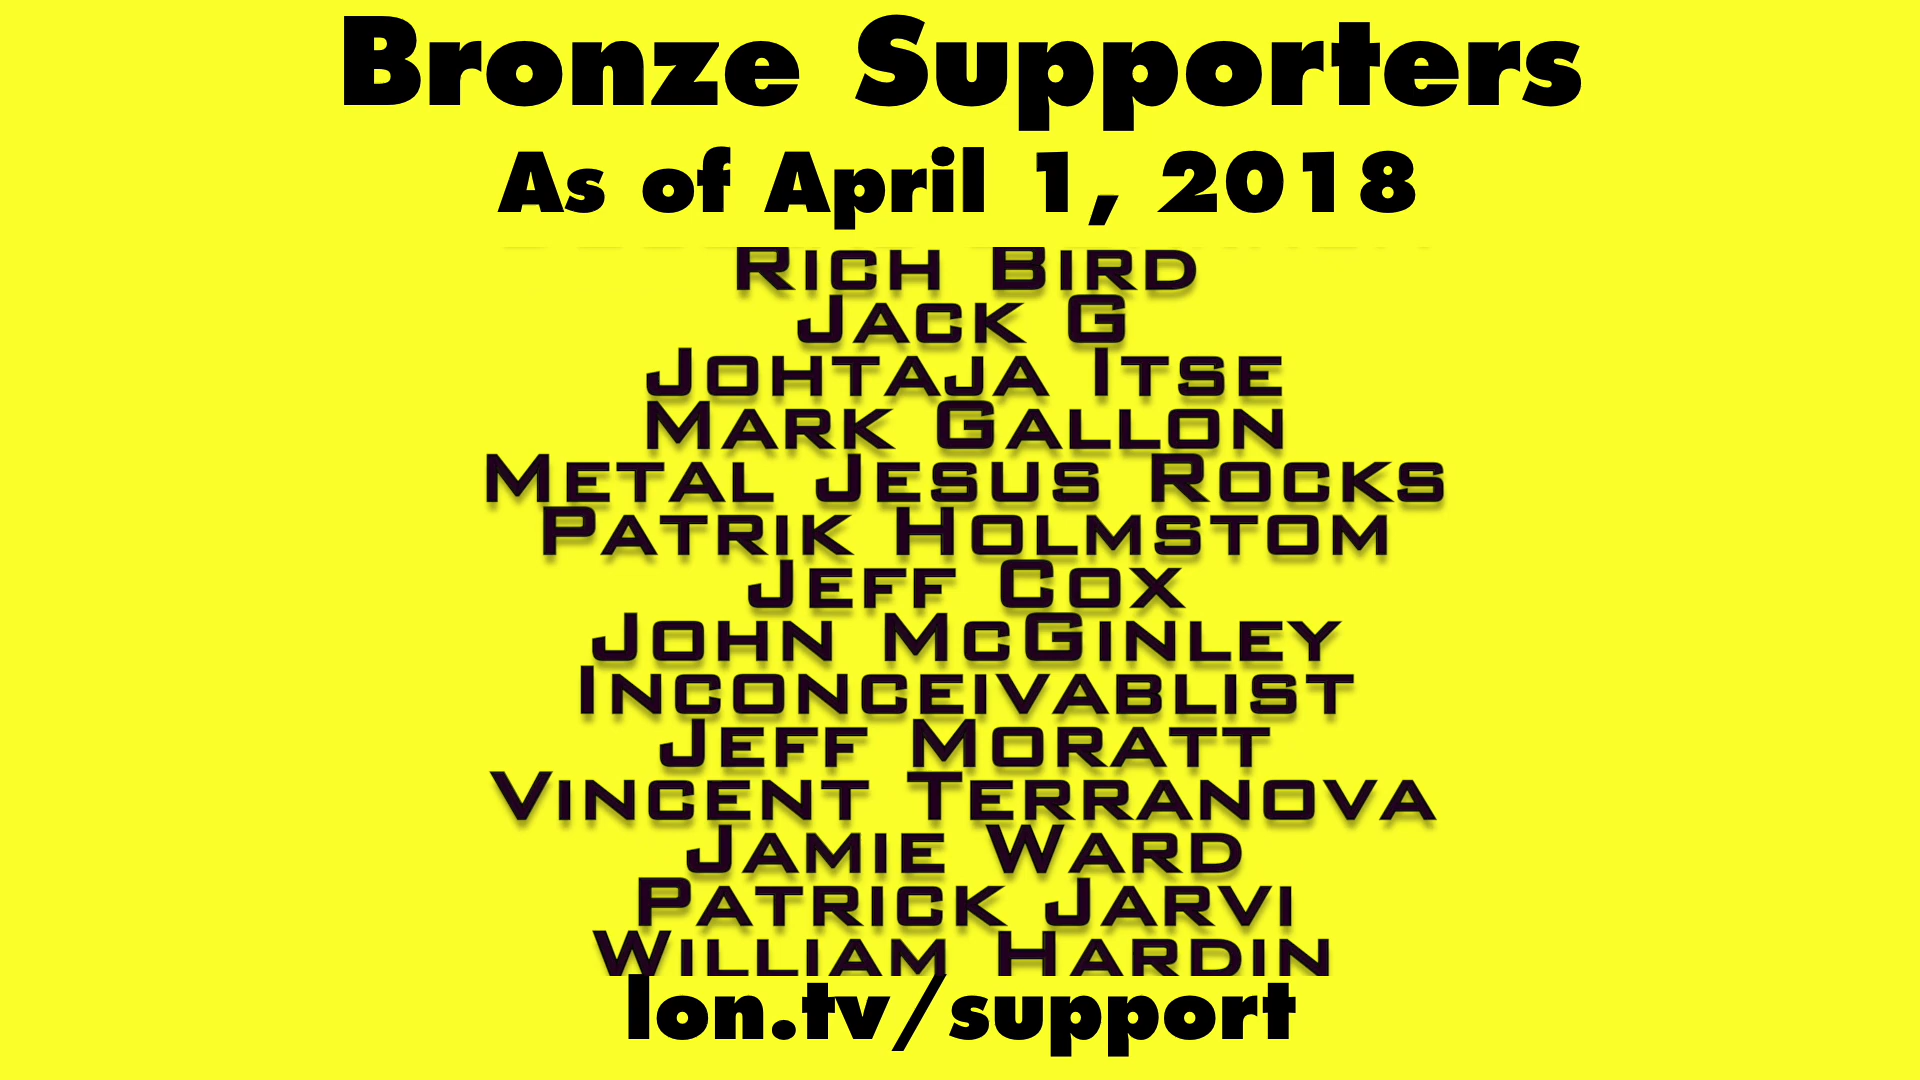 Bronze Supporters
As of April 1, 2018
Rich Bird
Jack G
Johtaja Itse
Mark Gallon
Metal Jesus Rocks
Patrik Holmstom
Jeff Cox
John McGinley
Inconceivablist
Jeff Moratt
Vincent Terranova
Jamie Ward
Patrick Jarvi
William Hardin
lon.tv/support